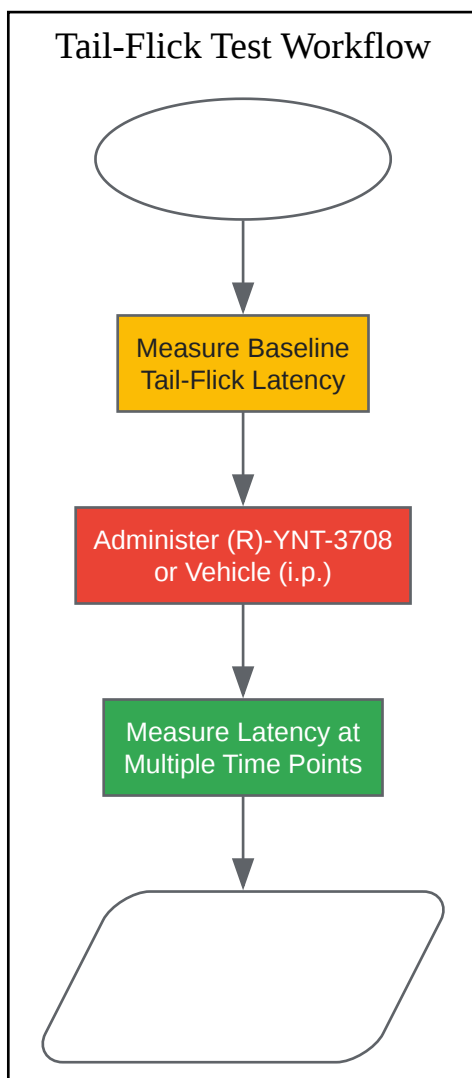 Tail-Flick Test Workflow
Measure Baseline
Tail-Flick Latency
Administer (R)-YNT-3708
or Vehicle (i.p.)
Measure Latency at
Multiple Time Points